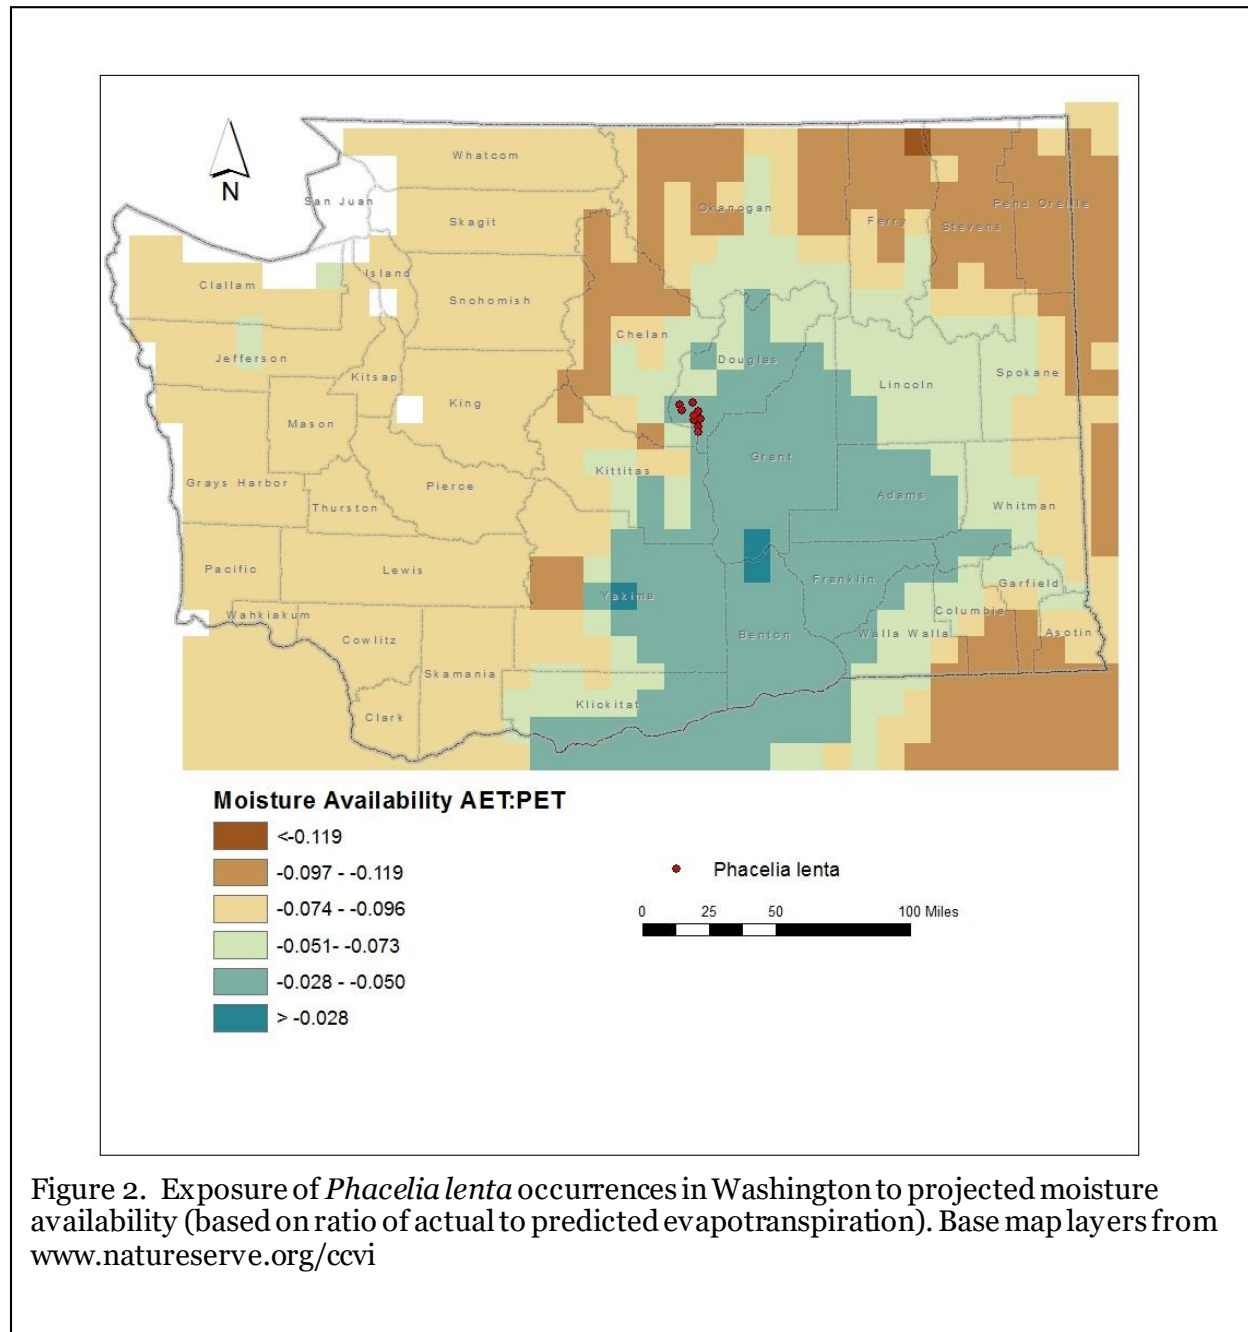 N
Whatcom
San Juan
Skagit
Okanogan
Ferry
Stevens
Pend Oreille
Island
Clallam
Snohomish
Chelan
Jefferson
Douglas
Kitsap
King
Lincoln
Spokane
Mason
Grant
Kittitas
Grays Harbor
Pierce
Adams
Thurston
Whitman
Pacific
Lewis
Yakima
Franklin
Garfield
Wahkiakum
Columbia
Cowlitz
Benton
Walla Walla
Asotin
Skamania
Clark
Klickitat
Moisture Availability AET:PET
<-0.119
-0.097 - -0.119
-0.074 - -0.096
-0.051- -0.073
-0.028 - -0.050
> -0.028
Phacelia lenta
0 25 50 100 Miles
Figure 2. Exposure of Phacelia lenta occurrences in Washington to projected moisture
availability (based on ratio of actual to predicted evapotranspiration). Base map layers from
www.natureserve.org/ccvi